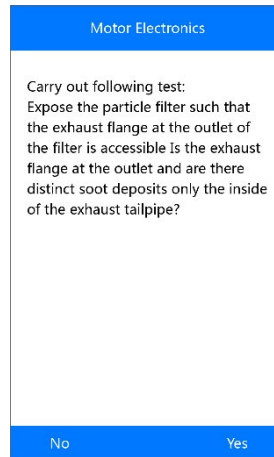 Motor Electronics
Carry out following test:
Expose the particle filter such that
the exhaust flange at the outlet of
the filter is accessible Is the exhaust
flange at the outlet and are there
distinct soot deposits only the inside
of the exhaust tailpipe?
No
Yes